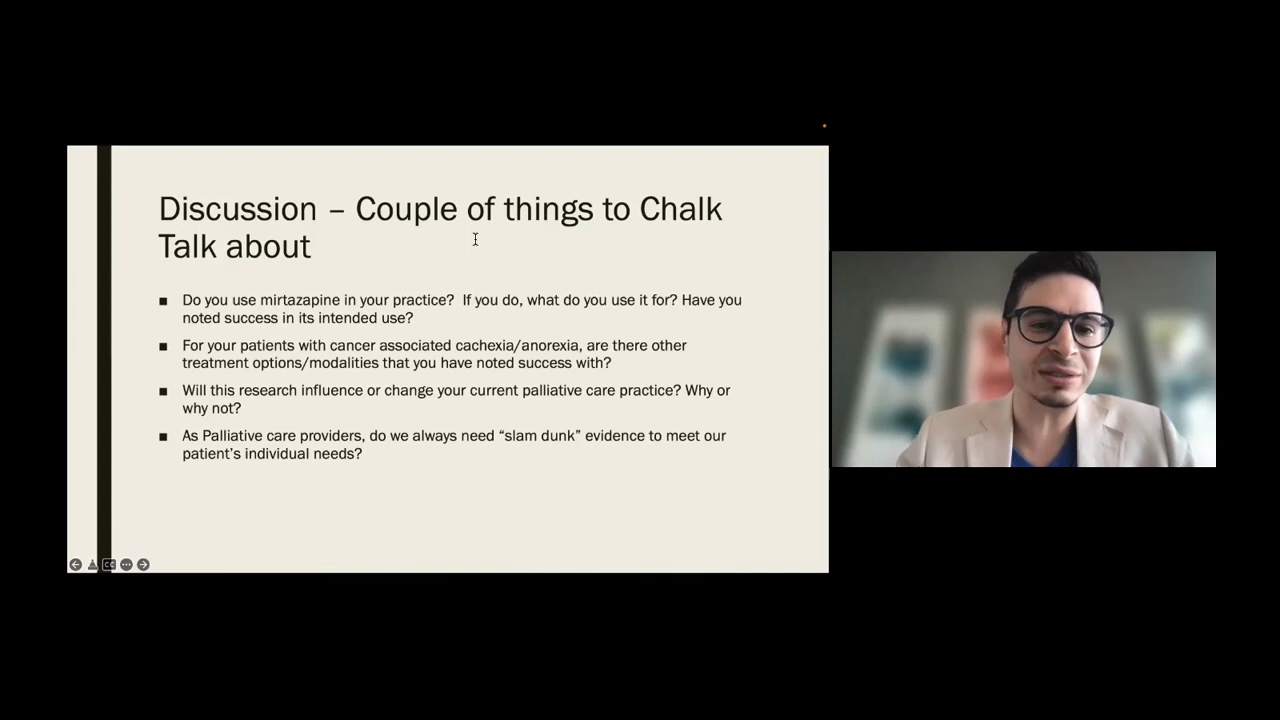 Discussion – Couple of things to Chalk
Talk about
■ Do you use mirtazapine in your practice?  If you do, what do you use it for? Have you
noted success in its intended use?
■ For your patients with cancer associated cachexia/anorexia, are there other
treatment options/modalities that you have noted success with?
■ Will this research influence or change your current palliative care practice? Why or
why not?
■ As Palliative care providers, do we always need “slam dunk” evidence to meet our
patient’s individual needs?
CC